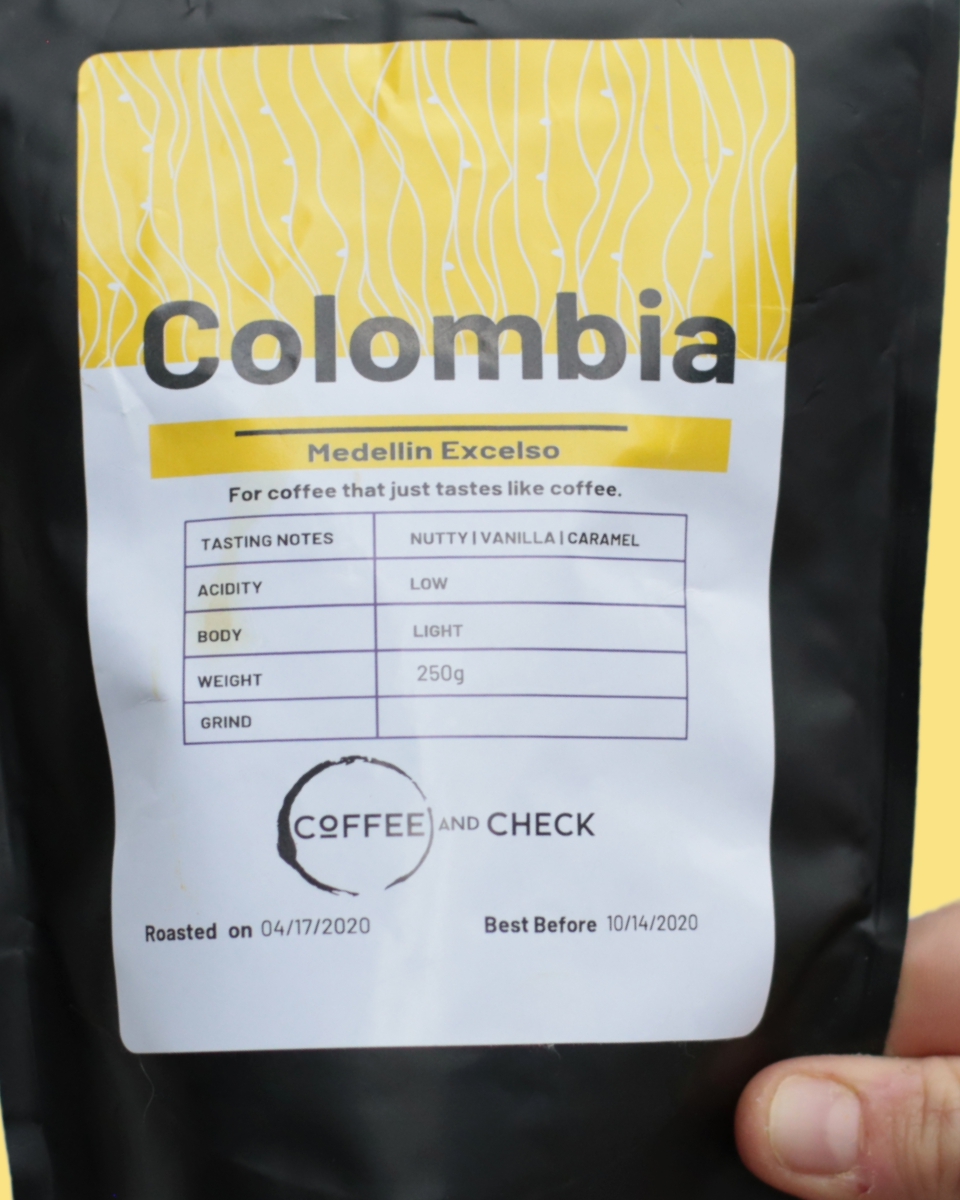 Colombia
Medellin Excelso
For coffee that just tastes like coffee.
TASTING NOTES NUTTY | VANILLA | CARAMEL
ACIDITY LOW
BODY LIGHT
WEIGHT 250g
GRIND
COFFEE AND CHECK
Roasted on 04/17/2020 Best Before 10/14/2020